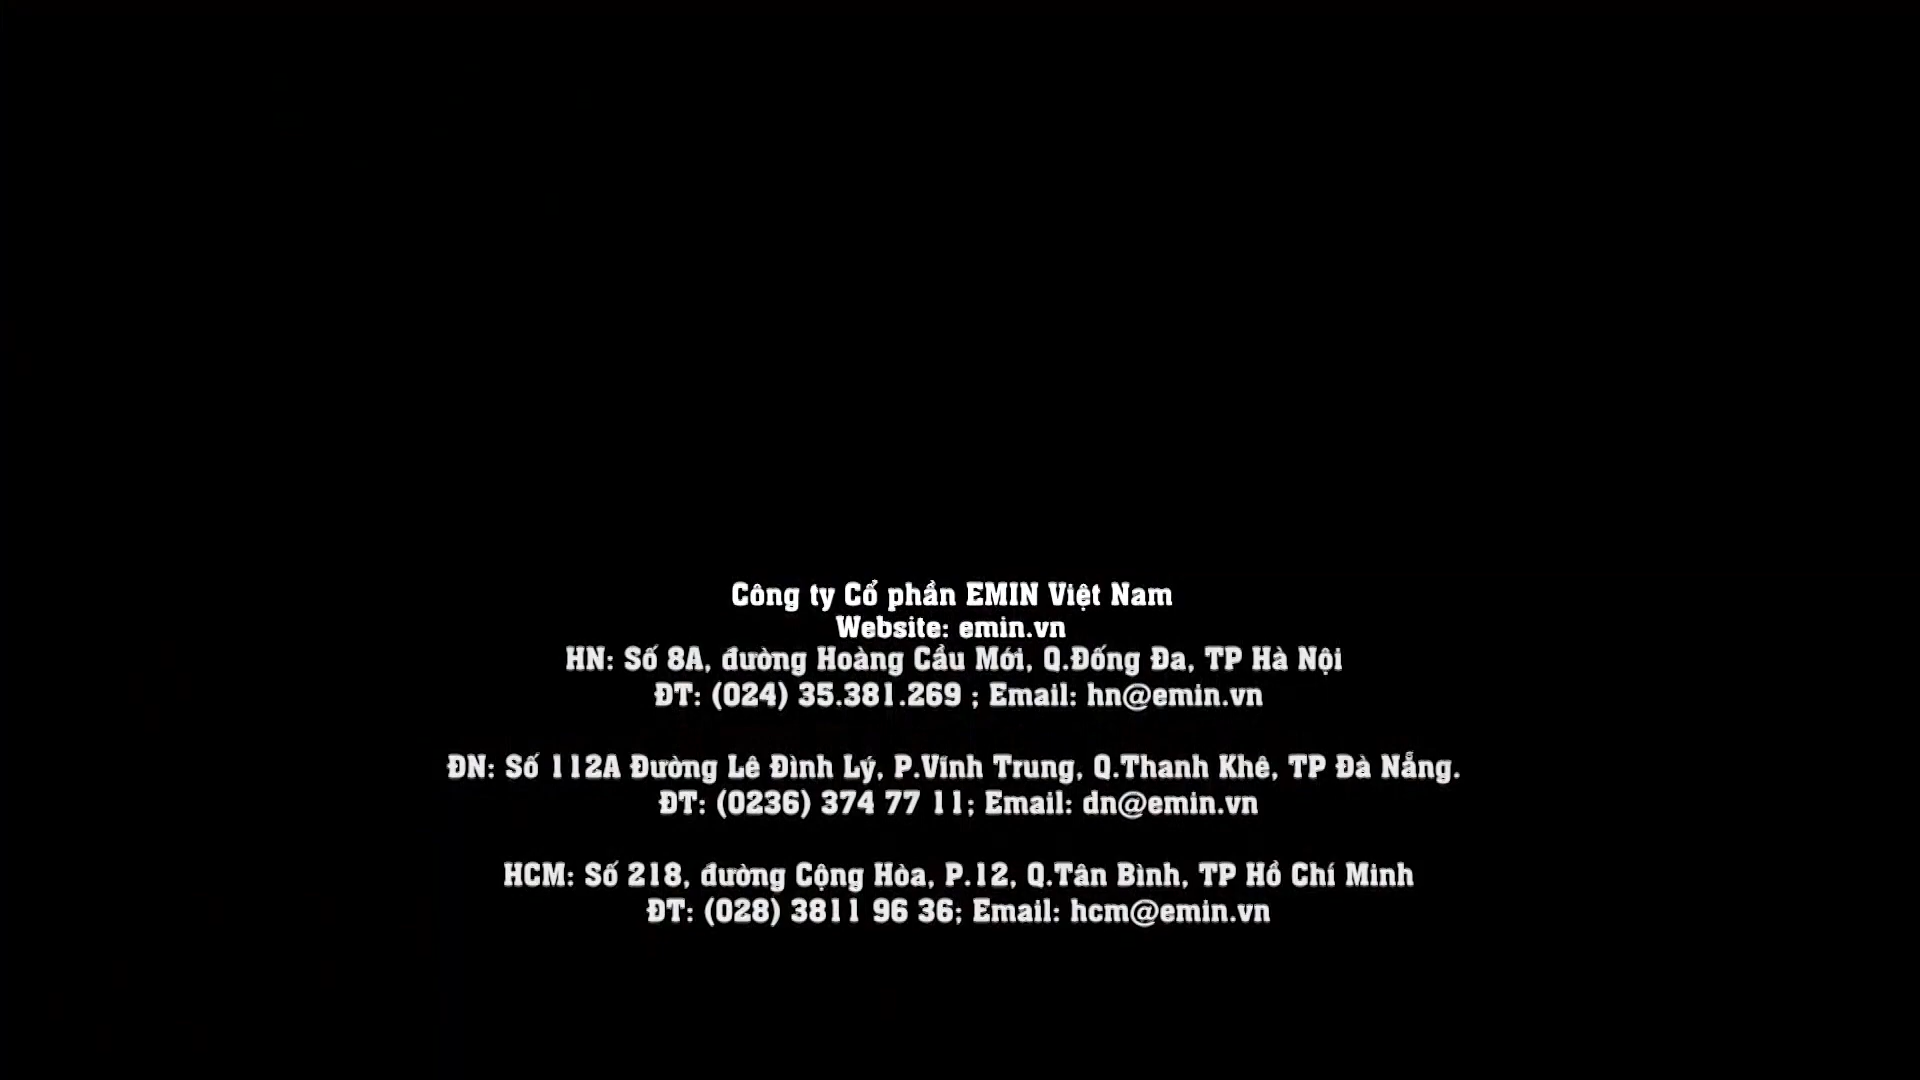 Công ty Cổ phần EMIN Việt Nam
Website: emin.vn
HN: Số 8A, đường Hoàng Cầu Mới, Q.Đống Đa, TP Hà Nội
ĐT: (024) 35.381.269 ; Email: hn@emin.vn
ĐN: Số 112A Đường Lê Đình Lý, P.Vĩnh Trung, Q.Thanh Khê, TP Đà Nẵng.
ĐT: (0236) 374 77 11; Email: dn@emin.vn
HCM: Số 218, đường Cộng Hòa, P.12, Q.Tân Bình, TP Hồ Chí Minh
ĐT: (028) 3811 96 36; Email: hcm@emin.vn